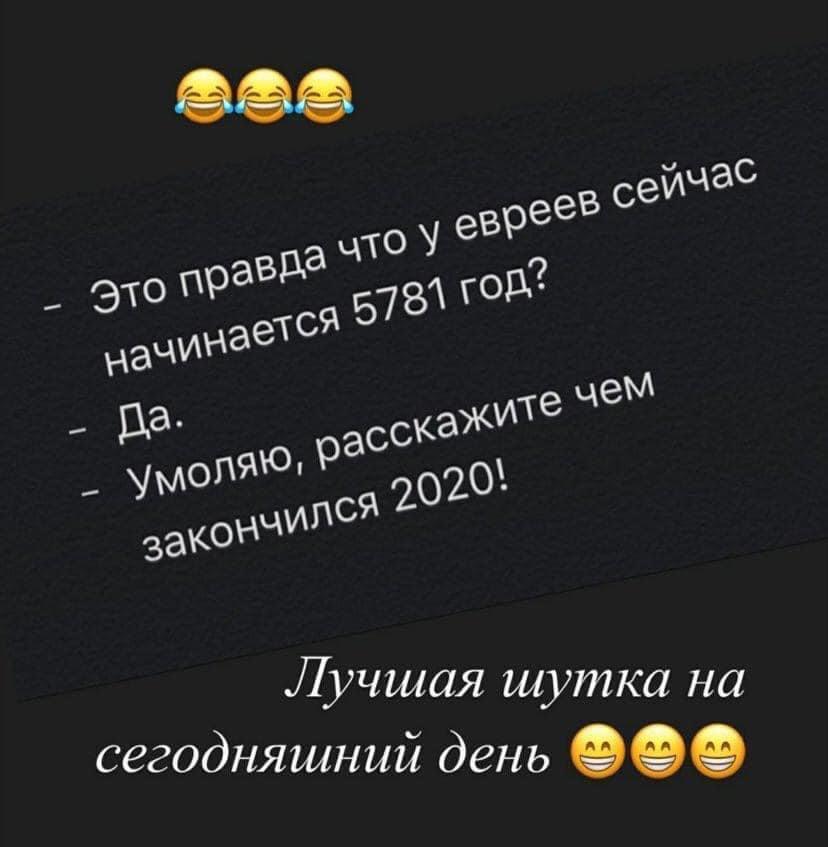 😂😂😂
- Это правда что у евреев сейчас
начинается 5781 год?
- Да.
- Умоляю, расскажите чем
закончился 2020!
Лучшая шутка на
сегодняшний день 😁😁😁